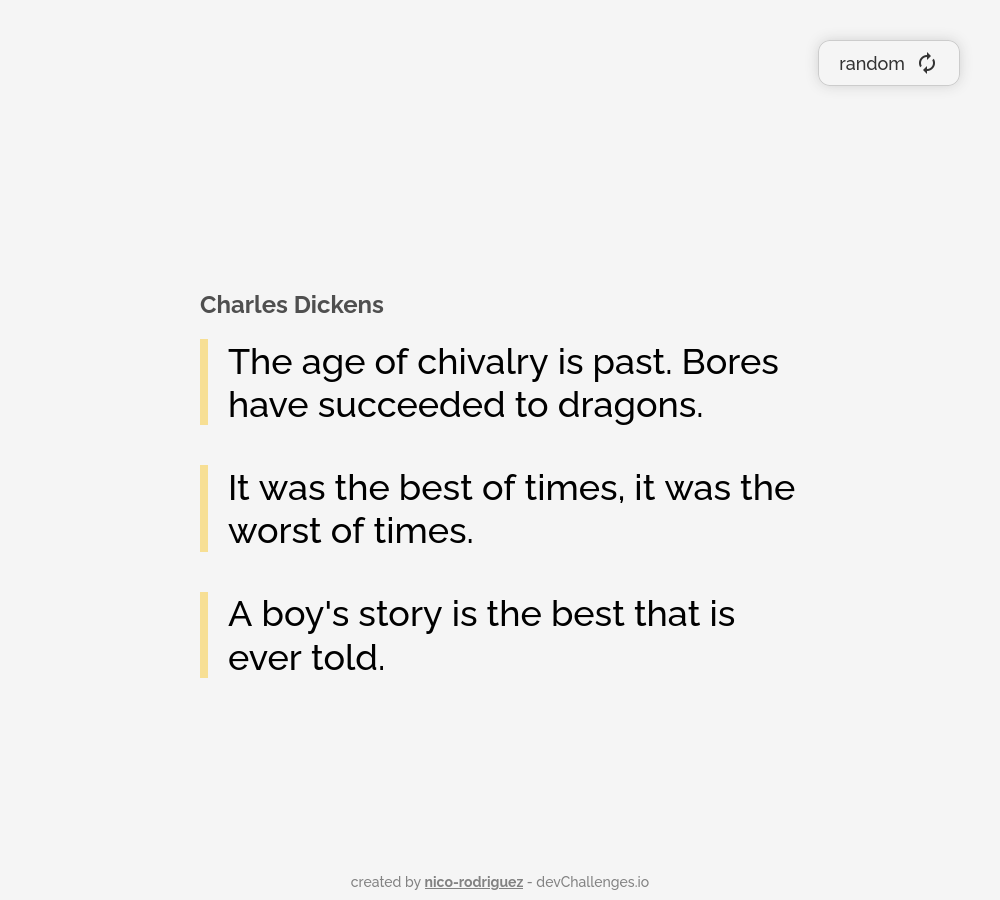 random
Charles Dickens
The age of chivalry is past. Bores
have succeeded to dragons.
It was the best of times, it was the
worst of times.
A boy's story is the best that is
ever told.
created by nico-rodriguez - devChallenges.io